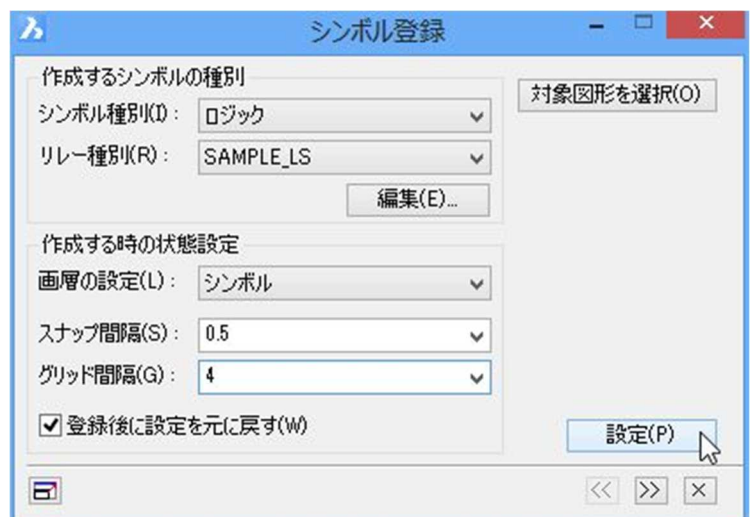 シンボル登録
作成するシンボルの種別
シンボル種別(I): ロジック
リレー種別(R): SAMPLE_LS
編集(E)...
対象図形を選択(O)
作成する時の状態設定
画層の設定(L): シンボル
スナップ間隔(S): 0.5
グリッド間隔(G): 4
登録後に設定を元に戻す(W)
設定(P)
<< >> ×